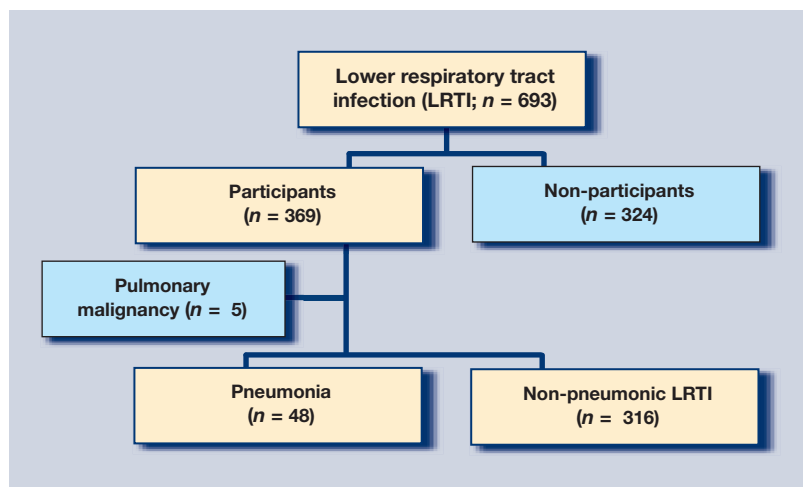 Lower respiratory tract
infection (LRTI; n = 693)
Participants
(n = 369)
Non-participants
(n = 324)
Pulmonary
malignancy (n = 5)
Pneumonia
(n = 48)
Non-pneumonic LRTI
(n = 316)